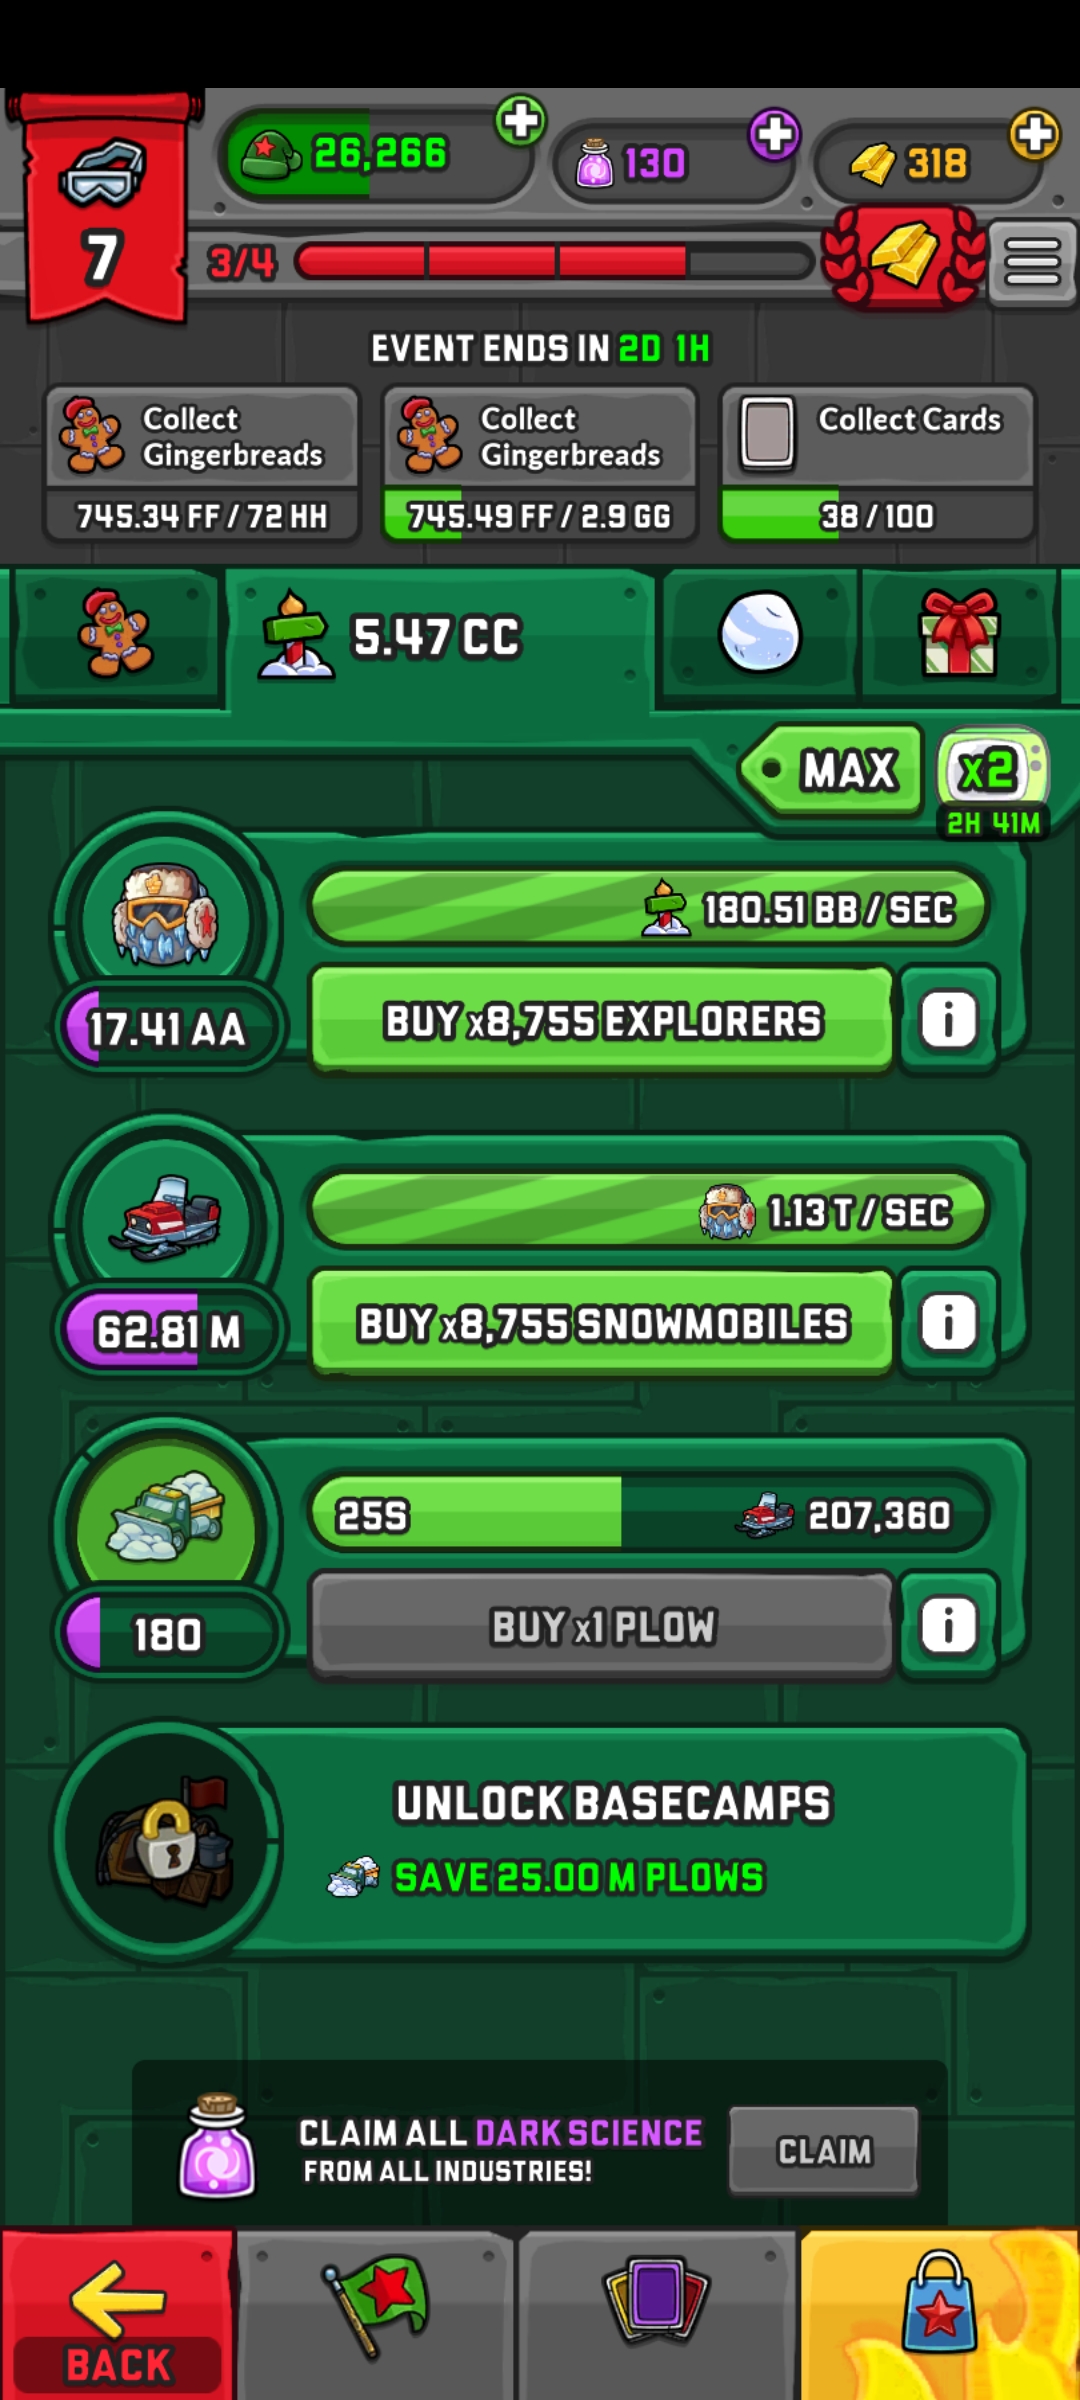 26,266
130
318
7
3/4
EVENT ENDS IN 2D 1H
Collect
Gingerbreads
745.34 FF / 72 HH
Collect
Gingerbreads
745.49 FF / 2.9 GG
Collect Cards
38 / 100
5.47 CC
MAX
x2
2H 41M
180.51 BB / SEC
17.41 AA
BUY x8,755 EXPLORERS
i
1.13 T / SEC
62.81 M
BUY x8,755 SNOWMOBILES
i
25S
207,360
180
BUY x1 PLOW
i
UNLOCK BASECAMPS
SAVE 25.00 M PLOWS
CLAIM ALL DARK SCIENCE
FROM ALL INDUSTRIES!
CLAIM
BACK